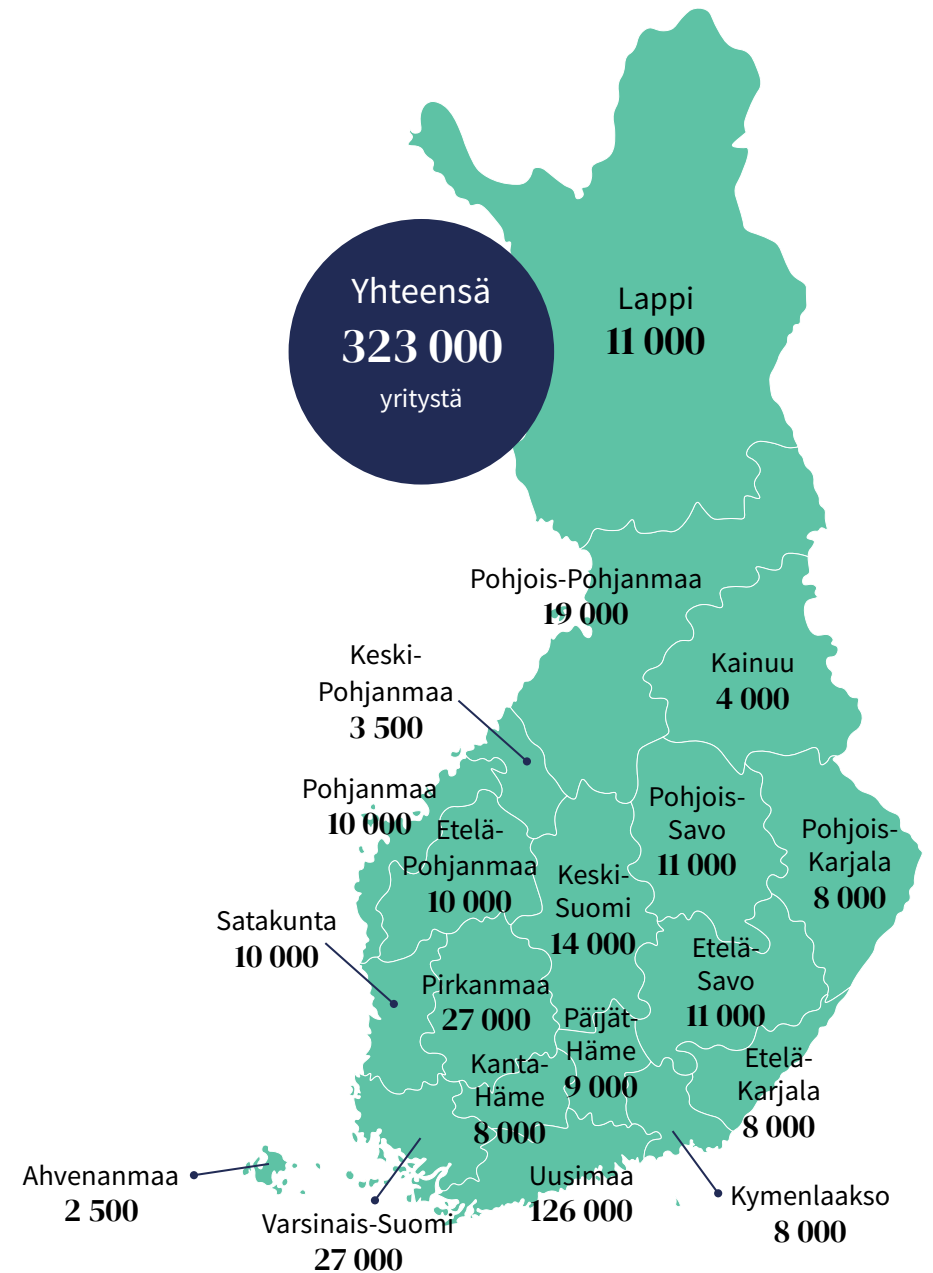 Yhteensä
323 000
yritystä
Lappi
11 000
Pohjois-Pohjanmaa
19 000
Keski-
Pohjanmaa
3 500
Kainuu
4 000
Pohjanmaa
10 000
Etelä-
Pohjanmaa
10 000
Pohjois-
Savo
11 000
Pohjois-
Karjala
8 000
Keski-
Suomi
14 000
Satakunta
10 000
Etelä-
Savo
11 000
Pirkanmaa
27 000
Päijät-
Häme
9 000
Kanta-
Häme
8 000
Etelä-
Karjala
8 000
Ahvenanmaa
2 500
Uusimaa
126 000
Kymenlaakso
8 000
Varsinais-Suomi
27 000